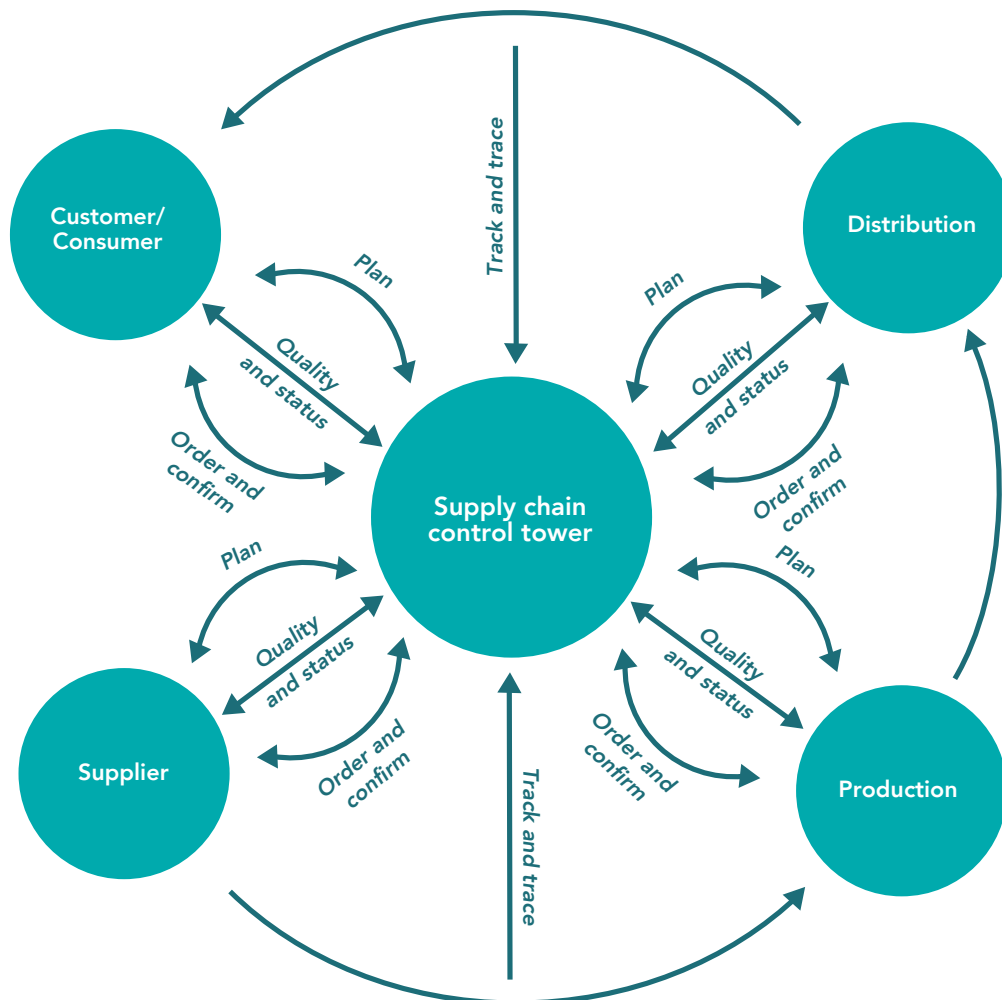 Track and trace
Customer/
Consumer
Distribution
Plan
Plan
Quality
and status
Quality
and status
Order and
confirm
Order and
confirm
Supply chain
control tower
Plan
Plan
Quality
and status
Quality
and status
Supplier
Order and
confirm
Order and
confirm
Production
Track and trace